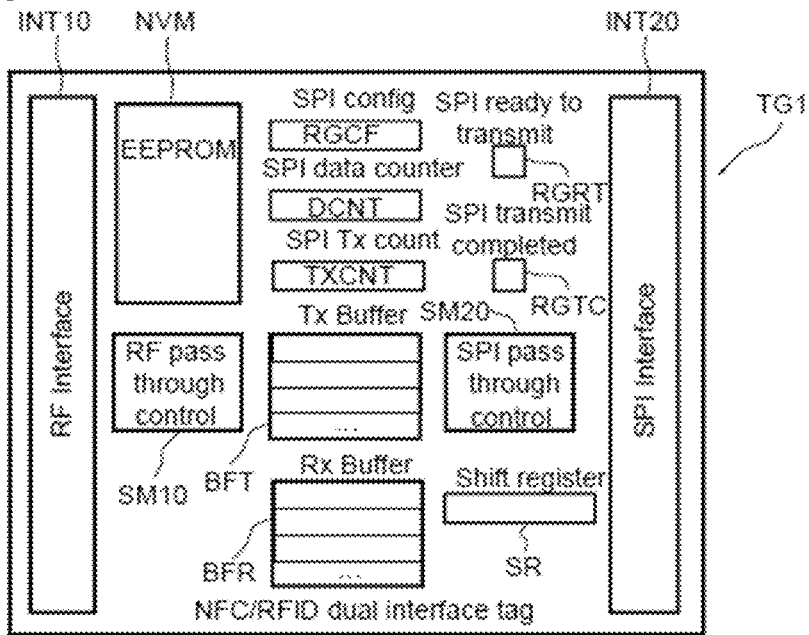 INT10 NVM INT20
TG1
SPI config
RGCF
SPI ready to
transmit
RGRT
EEPROM
SPI data counter
DCNT
SPI transmit
completed
RGTC
SPI Tx count
TXCNT
Tx Buffer
SM20
RF Interface
RF pass
through
control
SM10
...
BFT
SPI pass
through
control
SPI Interface
Rx Buffer
...
BFR
Shift register
SR
NFC/RFID dual interface tag